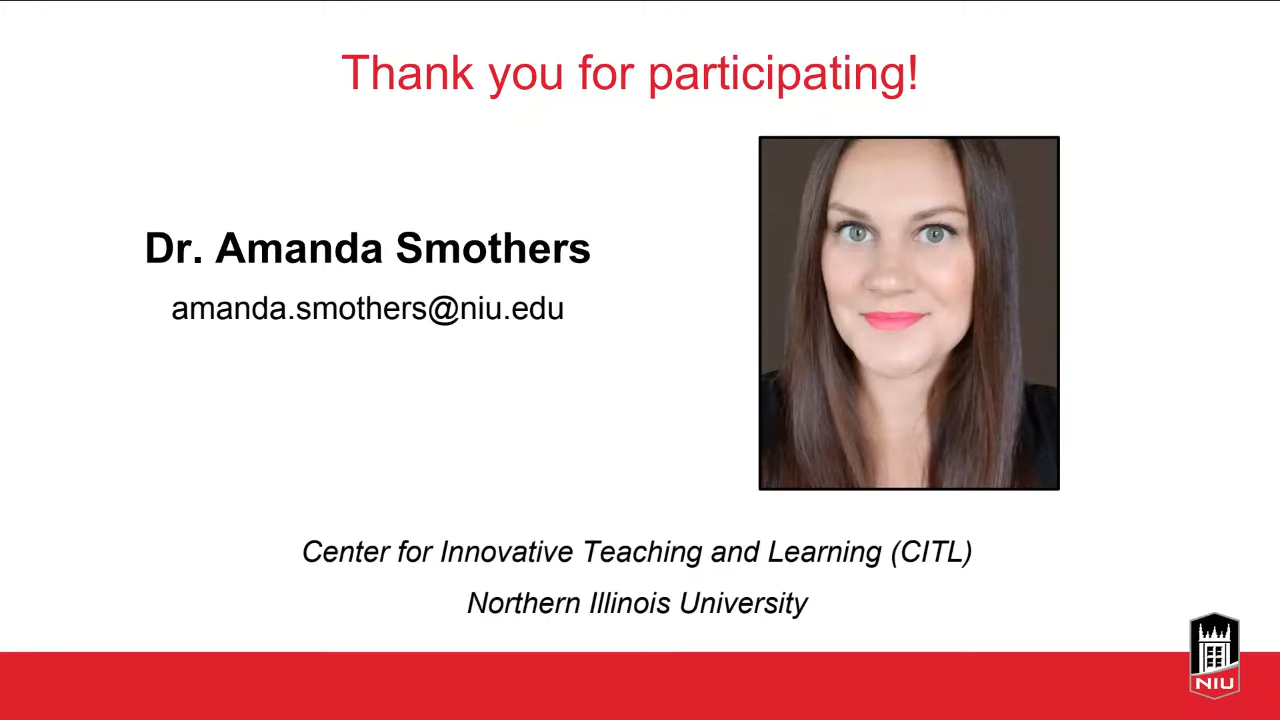 Thank you for participating!
Dr. Amanda Smothers
amanda.smothers@niu.edu
Center for Innovative Teaching and Learning (CITL)
Northern Illinois University
NIU